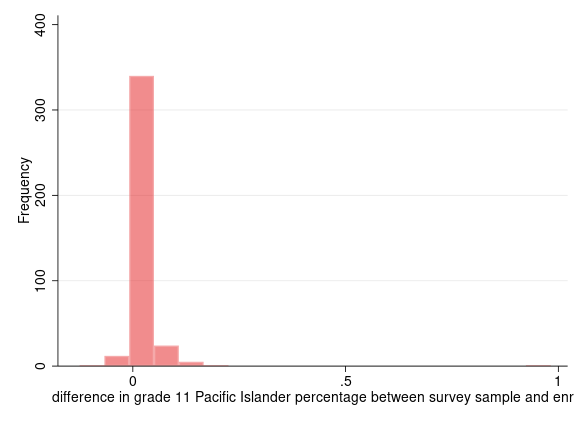 400
300
200
100
0
Frequency
0 .5 1
difference in grade 11 Pacific Islander percentage between survey sample and enr